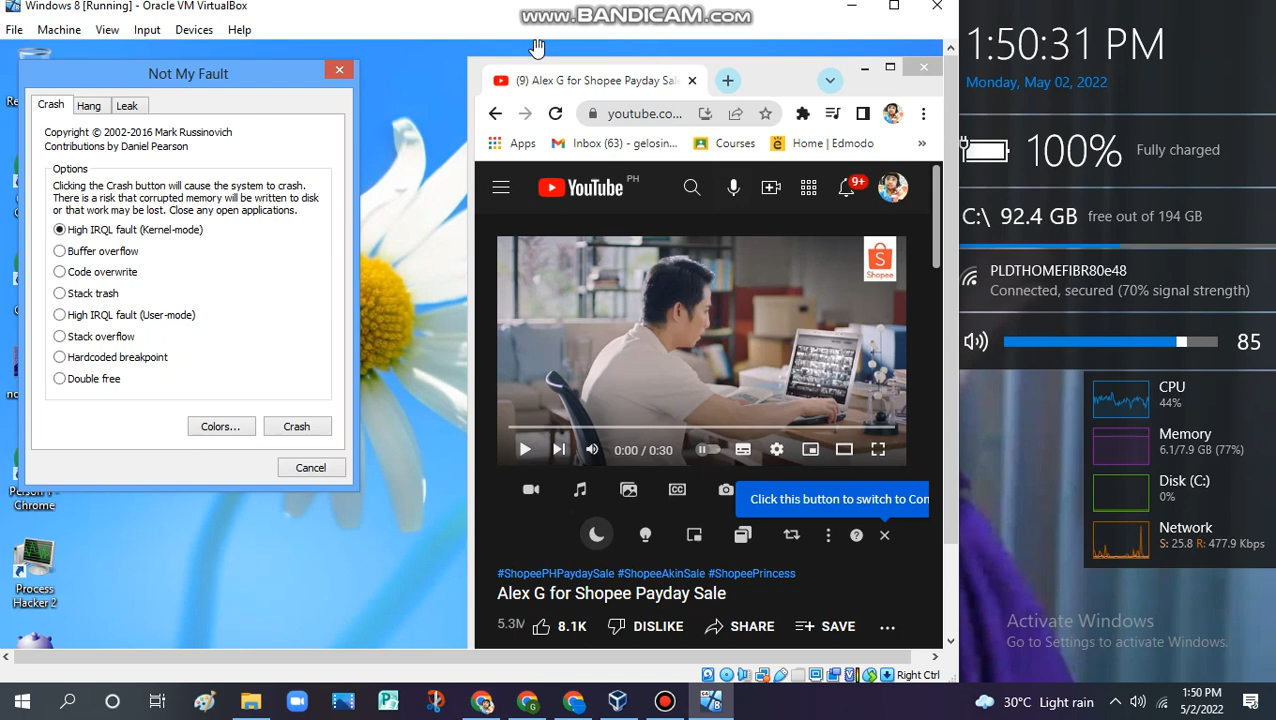 Windows 8 [Running] - Oracle VM VirtualBox
www.BANDICAM.com
File Machine View Input Devices Help
Not My Fault
Crash Hang Leak
Copyright © 2002-2016 Mark Russinovich
Contributions by Daniel Pearson
Options
Clicking the Crash button will cause the system to crash.
There is a risk that corrupted memory will be written to disk
or that work may be lost. Close any open applications.
High IRQL fault (Kernel-mode)
Buffer overflow
Code overwrite
Stack trash
High IRQL fault (User-mode)
Stack overflow
Hardcoded breakpoint
Double free
Colors... Crash
Cancel
Chrome
Process
Hacker 2
(9) Alex G for Shopee Payday Sal
youtube.co...
Apps Inbox (63) - gelosin... Courses Home | Edmodo »
YouTube PH
9+
Shopee
0:00 / 0:30
Click this button to switch to Con
#ShopeePHPaydaySale #ShopeeAkinSale #ShopeePrincess
Alex G for Shopee Payday Sale
5.3M 8.1K DISLIKE SHARE SAVE
Right Ctrl
1:50:31 PM
Monday, May 02, 2022
100% Fully charged
C:\ 92.4 GB free out of 194 GB
PLDTHOMEFIBR80e48
Connected, secured (70% signal strength)
85
CPU
44%
Memory
6.1/7.9 GB (77%)
Disk (C:)
0%
Network
S: 25.8 R: 477.9 Kbps
Activate Windows
Go to Settings to activate Windows.
30°C Light rain
1:50 PM
5/2/2022